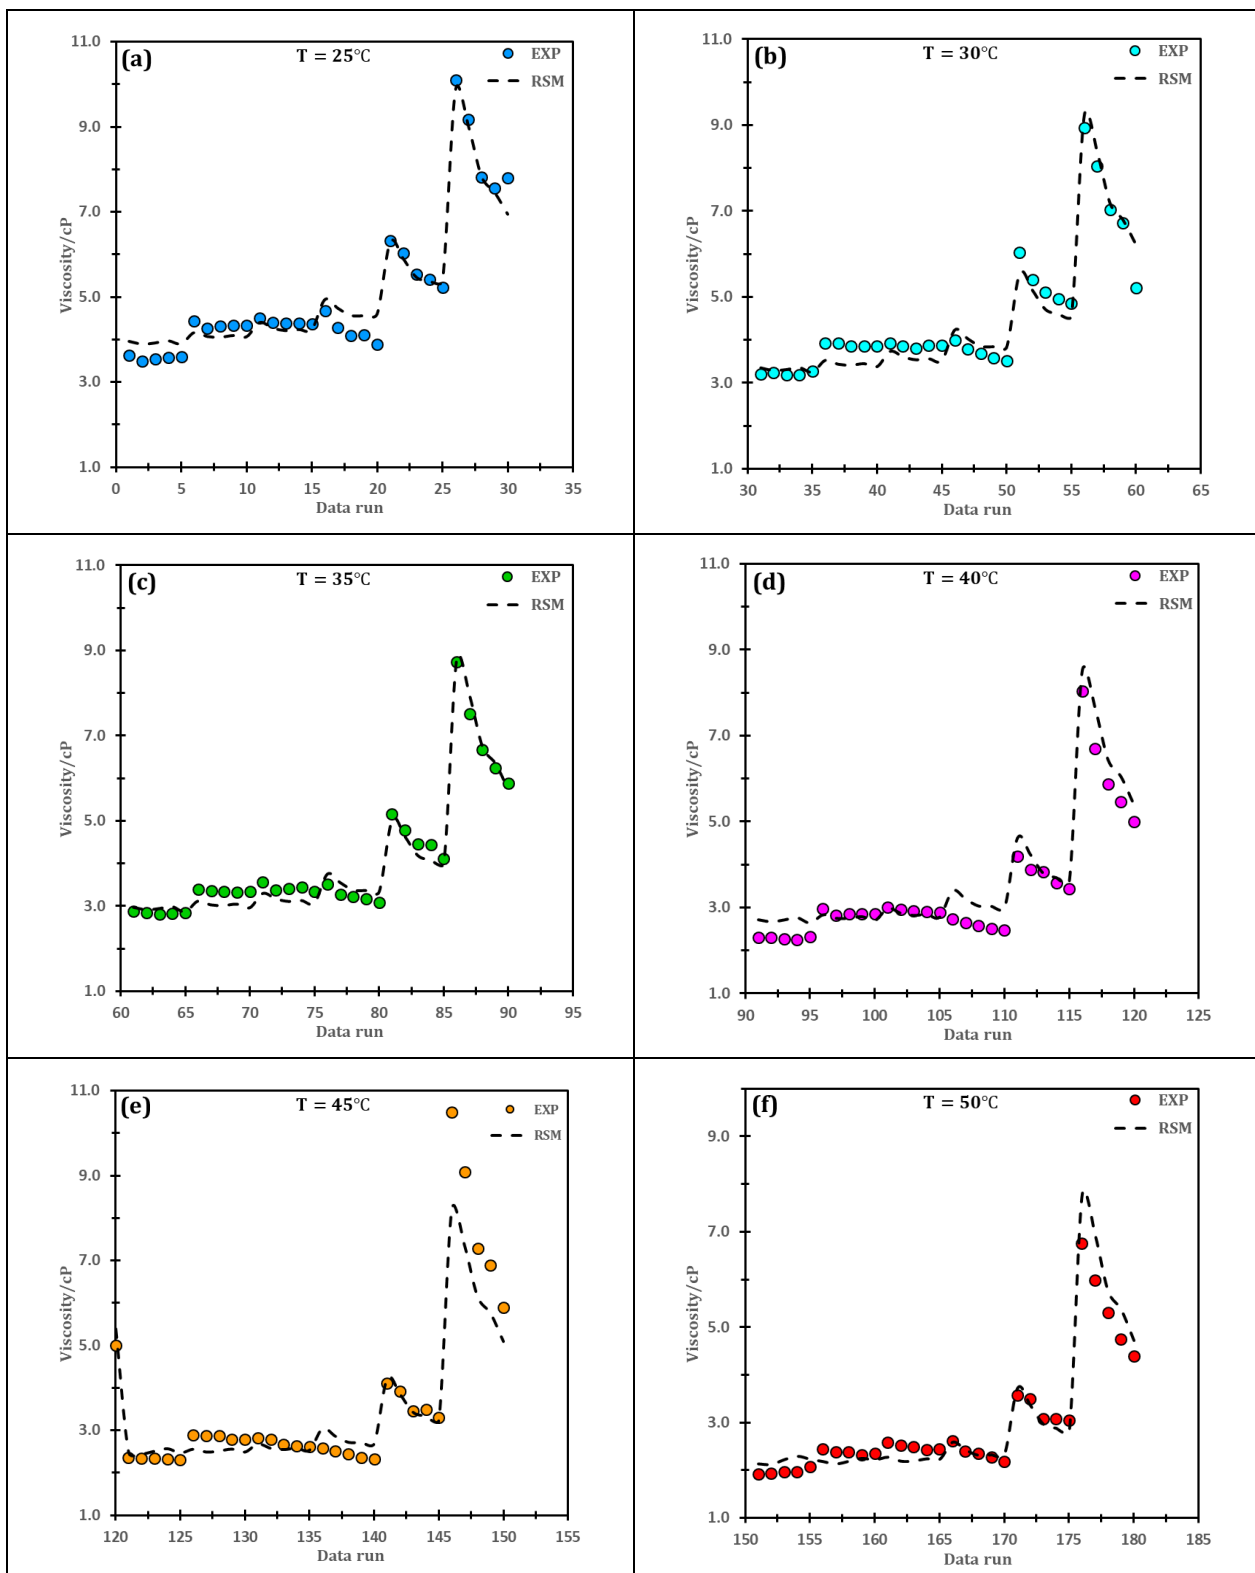 (a) T = 25°C EXP
RSM
11.0
9.0
7.0
5.0
3.0
1.0
Viscosity/cP
0 5 10 15 20 25 30 35
Data run
(b) T = 30°C EXP
RSM
11.0
9.0
7.0
5.0
3.0
1.0
Viscosity/cP
30 35 40 45 50 55 60 65
Data run
(c) T = 35°C EXP
RSM
11.0
9.0
7.0
5.0
3.0
1.0
Viscosity/cP
60 65 70 75 80 85 90 95
Data run
(d) T = 40°C EXP
RSM
11.0
9.0
7.0
5.0
3.0
1.0
Viscosity/cP
90 95 100 105 110 115 120 125
Data run
(e) T = 45°C EXP
RSM
11.0
9.0
7.0
5.0
3.0
1.0
Viscosity/cP
120 125 130 135 140 145 150 155
Data run
(f) T = 50°C EXP
RSM
9.0
7.0
5.0
3.0
1.0
Viscosity/cP
150 155 160 165 170 175 180 185
Data run